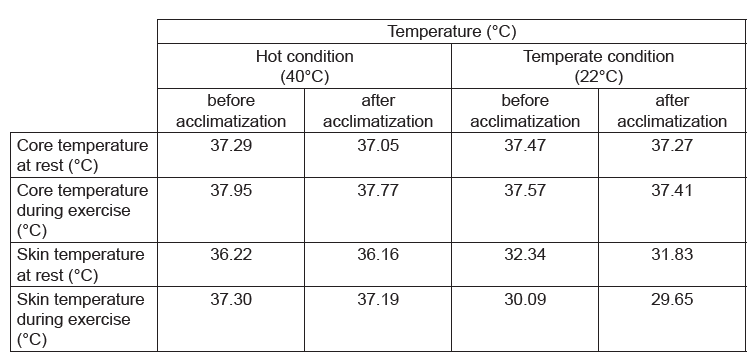 Temperature (°C)
Hot condition
(40°C)
Temperate condition
(22°C)
before
acclimatization
after
acclimatization
before
acclimatization
after
acclimatization
Core temperature
at rest (°C)
37.29
37.05
37.47
37.27
Core temperature
during exercise
(°C)
37.95
37.77
37.57
37.41
Skin temperature
at rest (°C)
36.22
36.16
32.34
31.83
Skin temperature
during exercise
(°C)
37.30
37.19
30.09
29.65